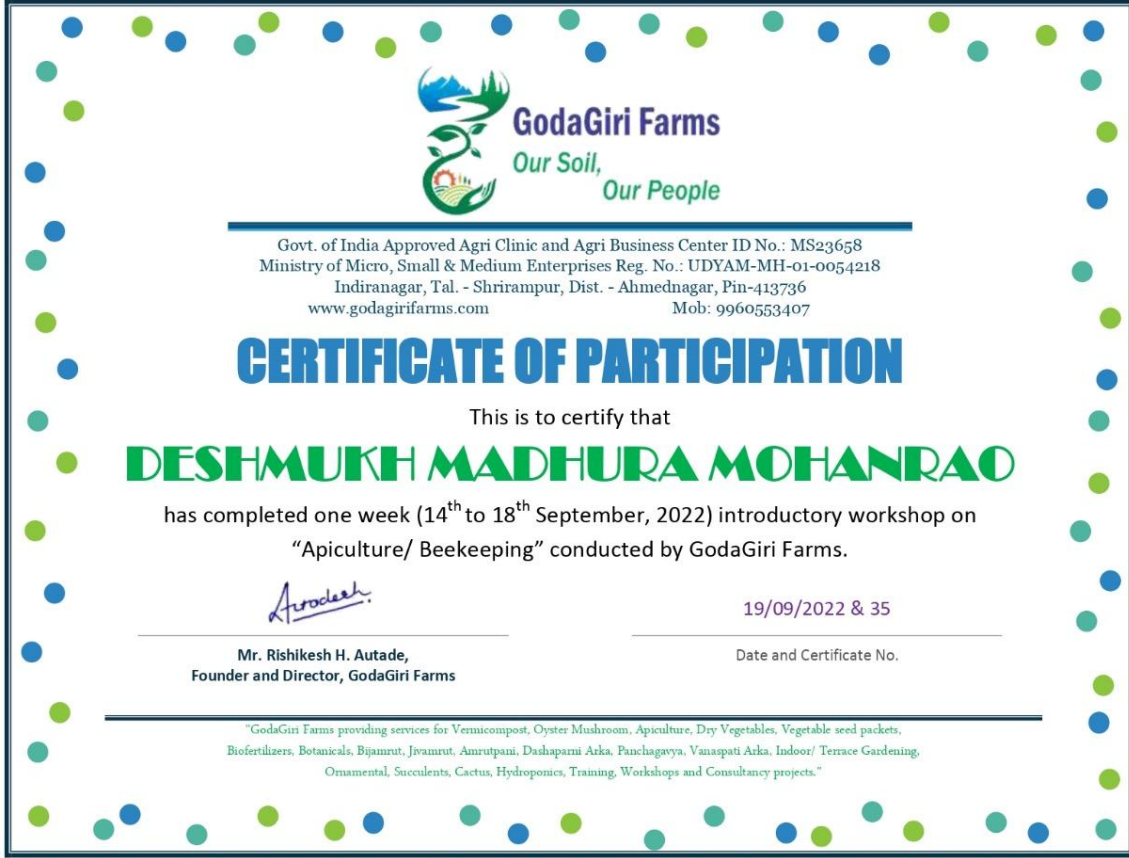 GodaGiri Farms
Our Soil,
Our People
Govt. of India Approved Agri Clinic and Agri Business Center ID No.: MS23658
Ministry of Micro, Small & Medium Enterprises Reg. No.: UDYAM-MH-01-0054218
Indiranagar, Tal. - Shrirampur, Dist. - Ahmednagar, Pin-413736
www.godagirifarms.com Mob: 9960553407
CERTIFICATE OF PARTICIPATION
This is to certify that
DESHMUKH MADHURA MOHANRAO
has completed one week (14th to 18th September, 2022) introductory workshop on
“Apiculture/ Beekeeping” conducted by GodaGiri Farms.
19/09/2022 & 35
Mr. Rishikesh H. Autade,
Founder and Director, GodaGiri Farms
Date and Certificate No.
"GodaGiri Farms providing services for Vermicompost, Oyster Mushroom, Apiculture, Dry Vegetables, Vegetable seed packets,
Biofertilizers, Botanicals, Bijamrut, Jivamrut, Amrutpani, Dashaparni Arka, Panchagavya, Vanaspati Arka, Indoor/ Terrace Gardening,
Ornamental, Succulents, Cactus, Hydroponics, Training, Workshops and Consultancy projects."